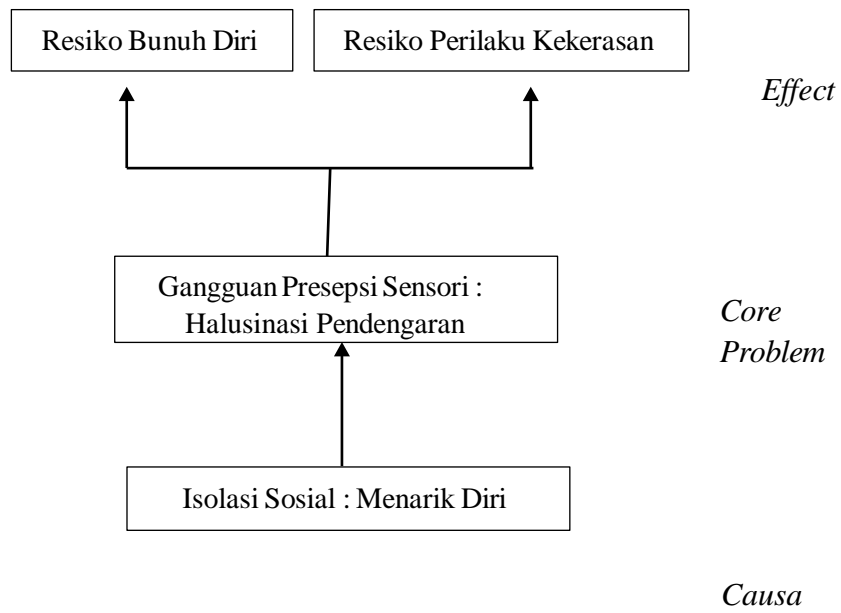 Resiko Bunuh Diri
Resiko Perilaku Kekerasan
Effect
Gangguan Presepsi Sensori :
Halusinasi Pendengaran
Core
Problem
Isolasi Sosial : Menarik Diri
Causa